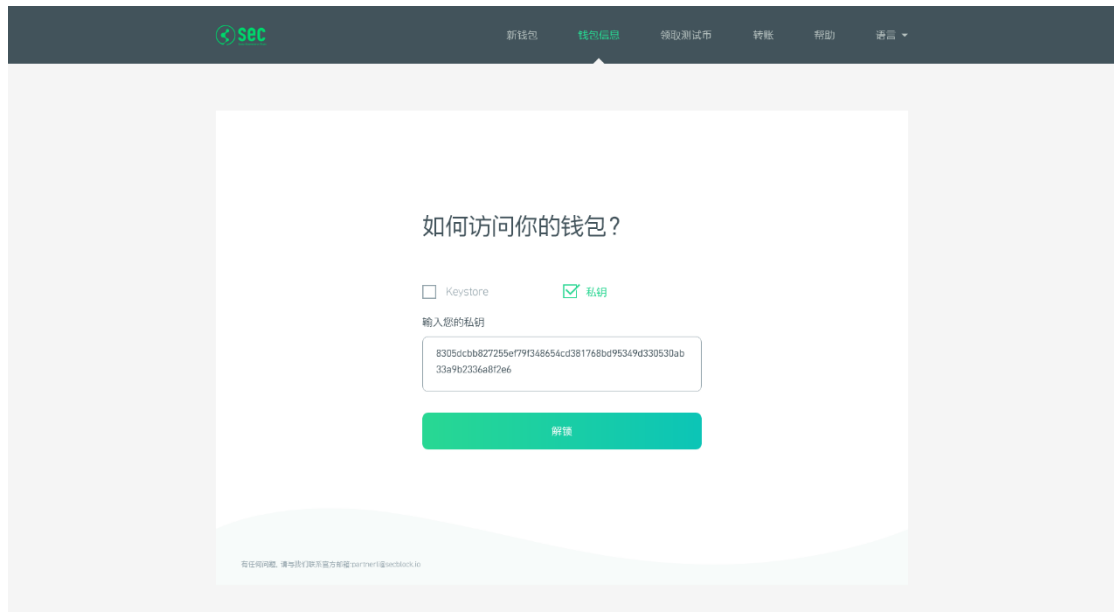 sec
新钱包
钱包信息
领取测试币
转账
帮助
语言
如何访问你的钱包？
Keystore
私钥
输入您的私钥
8305dcbb827255ef79f348654cd381768bd95349d330530ab
33a9b2336a8f2e6
解锁
有任何问题, 请与我们联系官方邮箱:partnerli@secblock.io